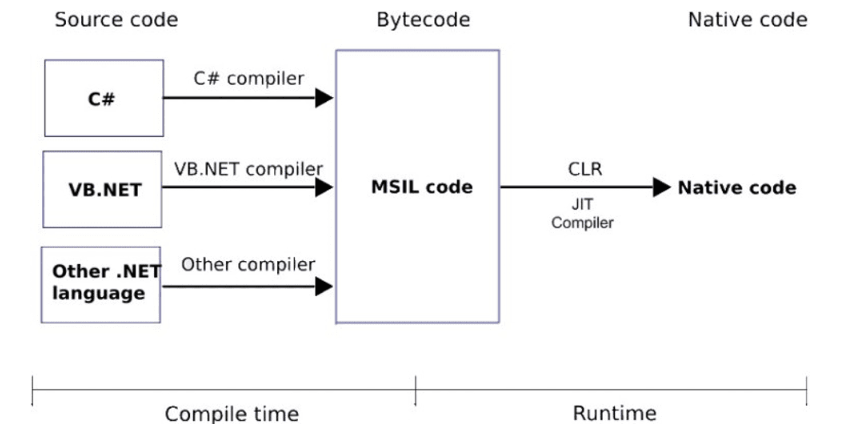 Source code
Bytecode
Native code
C#
C# compiler
VB.NET
VB.NET compiler
MSIL code
CLR
JIT
Compiler
Native code
Other .NET
language
Other compiler
Compile time
Runtime